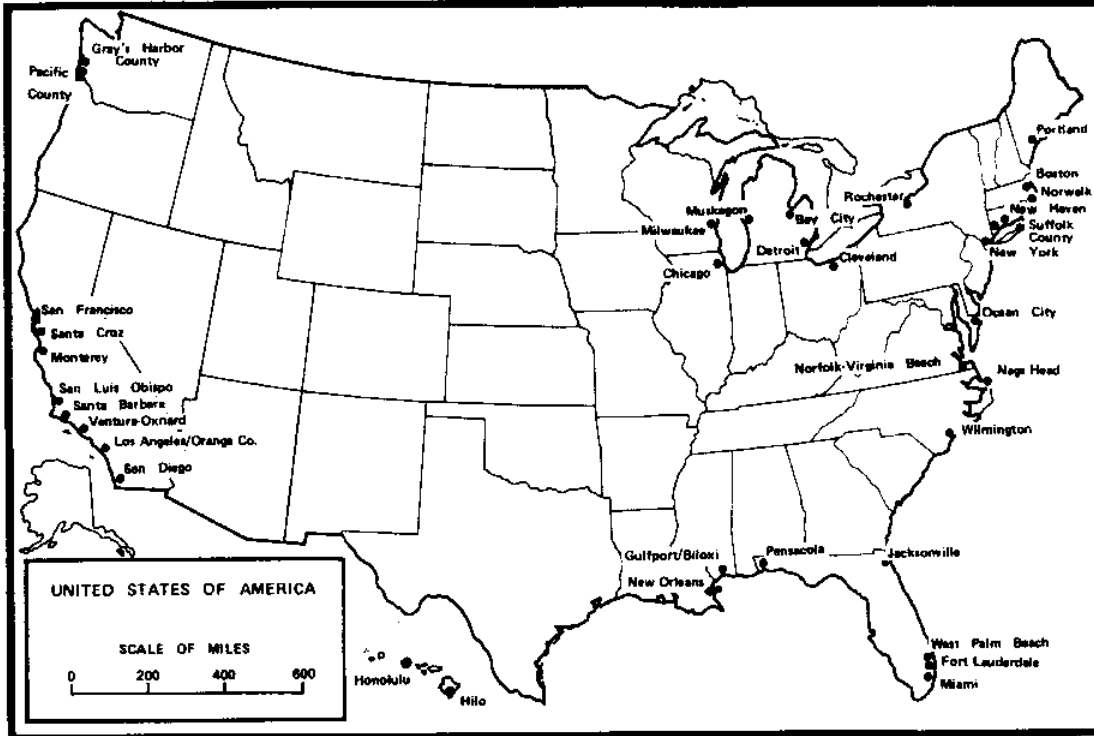 Gray's Harbor
County
Pacific
County
Portland
Boston
Norwalk
New Haven
Suffolk
County
New York
Rochester
Muskegon
Bay City
Milwaukee
Detroit
Cleveland
Chicago
San Francisco
Santa Cruz
Monterey
Ocean City
Norfolk-Virginia Beach
Nags Head
San Luis Obispo
Santa Barbara
Ventura-Oxnard
Los Angeles/Orange Co.
San Diego
Wilmington
Gulfport/Biloxi
Pensacola
Jacksonville
New Orleans
UNITED STATES OF AMERICA
SCALE OF MILES
0 200 400 600
Honolulu
Hilo
West Palm Beach
Fort Lauderdale
Miami